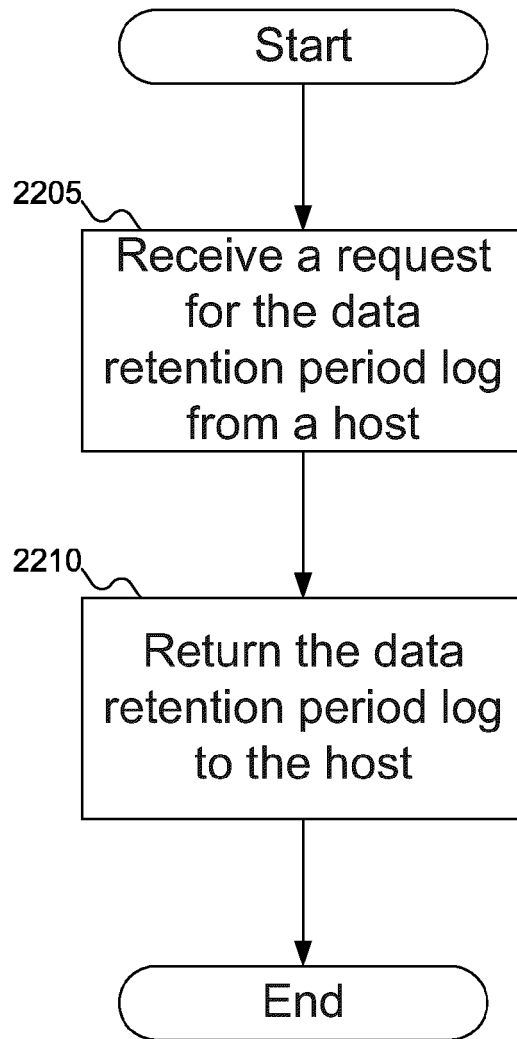 Start
2205
Receive a request
for the data
retention period log
from a host
2210
Return the data
retention period log
to the host
End